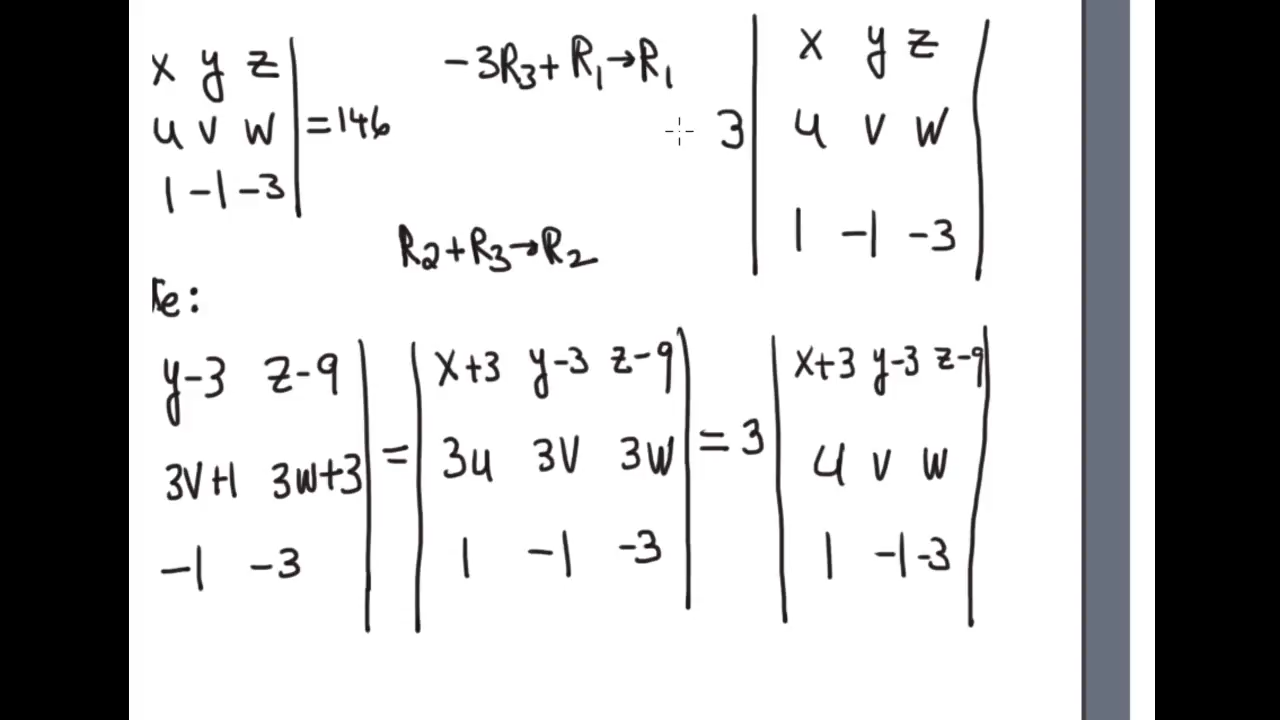 x y z
u v w = 146
1 -1 -3
-3R₃ + R₁ → R₁
R₂ + R₃ → R₂
3 | x y z |
u v w
1 -1 -3
te:
y-3 z-9 | = | x+3 y-3 z-9 | = 3 | x+3 y-3 z-9 |
3v+1 3w+3 3u 3v 3w u v w
-1 -3 1 -1 -3 1 -1 -3